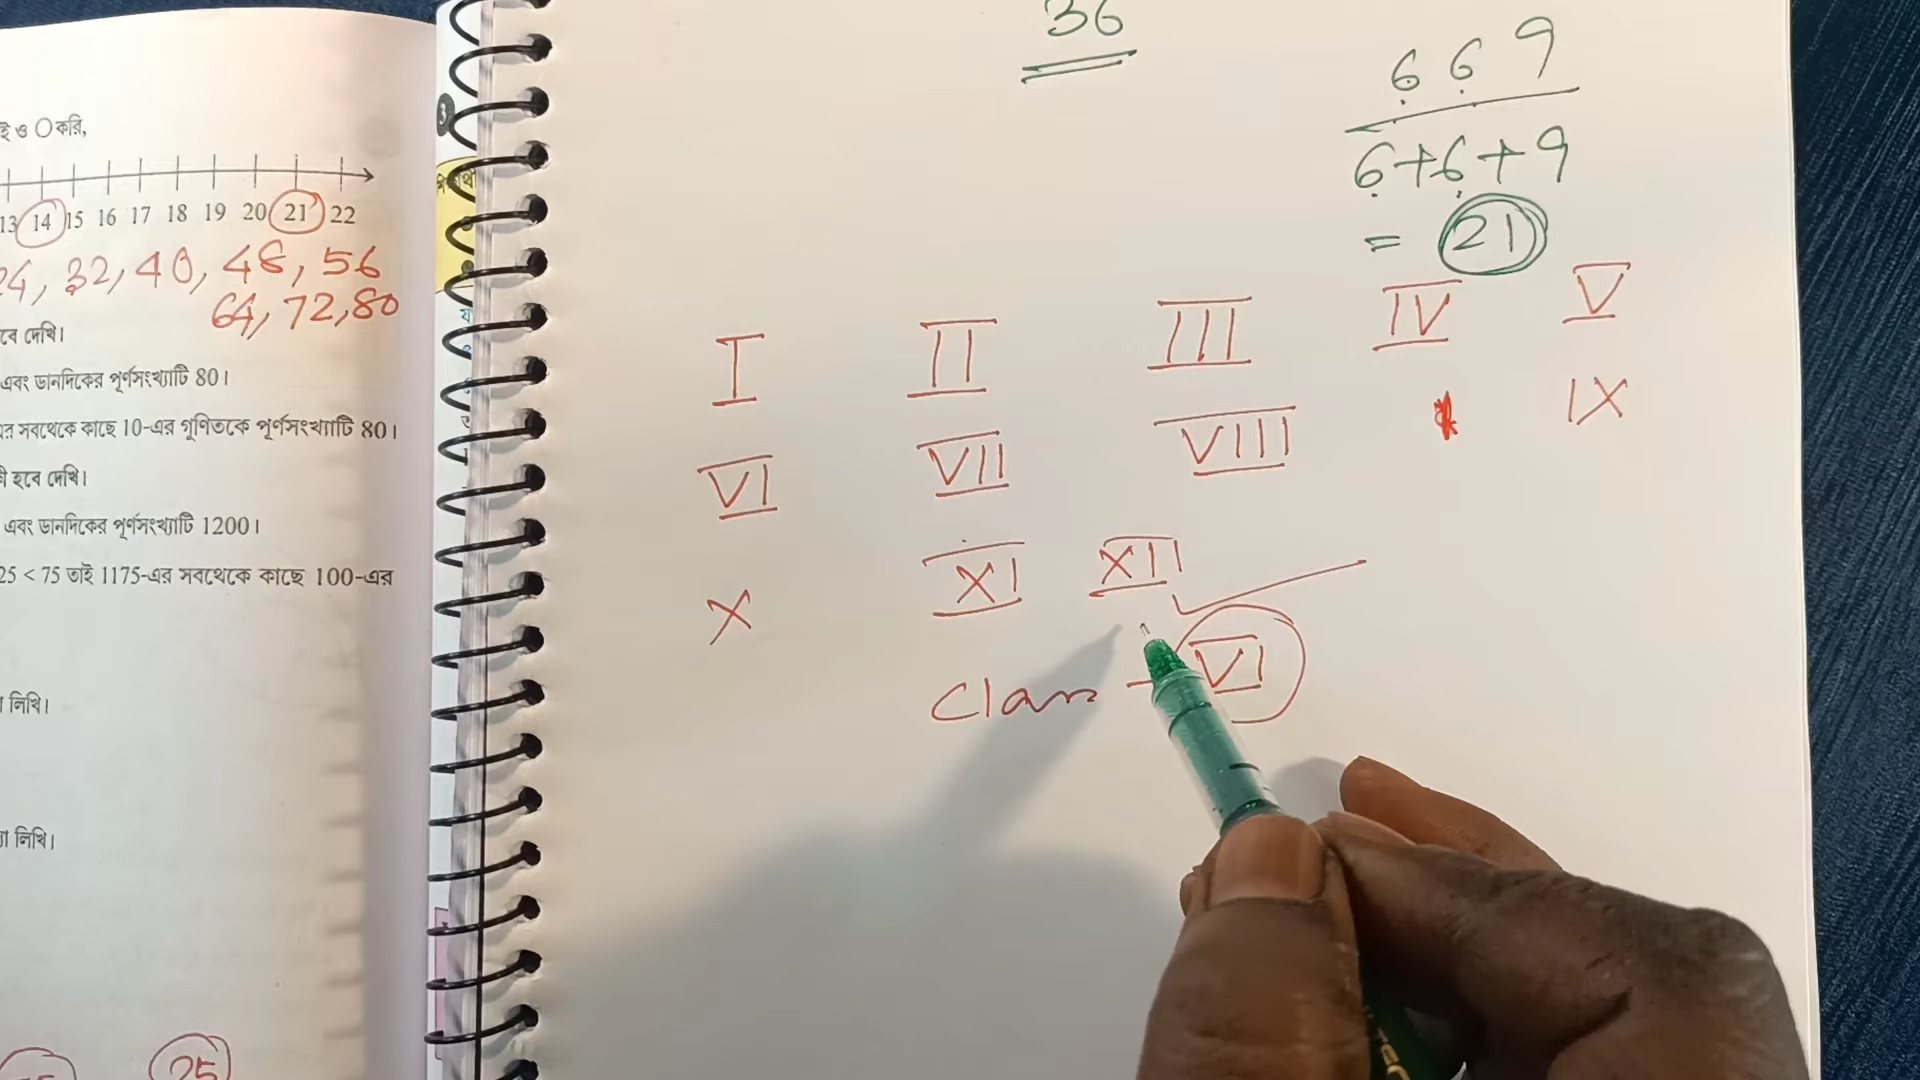 ই ও ○ করি,
13 14 15 16 17 18 19 20 21 22
24, 32, 40, 48, 56
64, 72, 80
বে দেখি।
এবং ডানদিকের পূর্ণসংখ্যাটি 80।
এর সবথেকে কাছে 10-এর গুণিতকে পূর্ণসংখ্যাটি 80।
হবে দেখি।
এবং ডানদিকের পূর্ণসংখ্যাটি 1200।
25 < 75 তাই 1175-এর সবথেকে কাছে 100-এর
লিখি।
লিখি।
25
3
36
6 6 9
6+6+9
= 21
I II III IV V
VI VII VIII IX
X XI XII
Class - VI